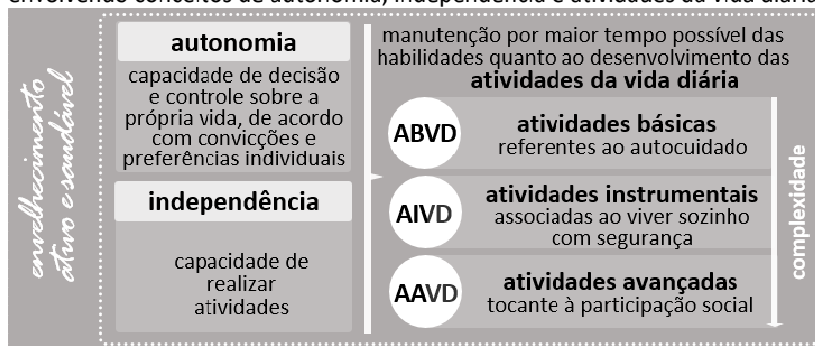 envolvendo conceitos de autonomia, independência e atividades da vida diária
envelhecimento
ativo e saudável
autonomia
capacidade de decisão
e controle sobre a
própria vida, de acordo
com convicções e
preferências individuais
independência
capacidade de
realizar
atividades
manutenção por maior tempo possível das
habilidades quanto ao desenvolvimento das
atividades da vida diária
ABVD
atividades básicas
referentes ao autocuidado
AIVD
atividades instrumentais
associadas ao viver sozinho
com segurança
AAVD
atividades avançadas
tocante à participação social
complexidade